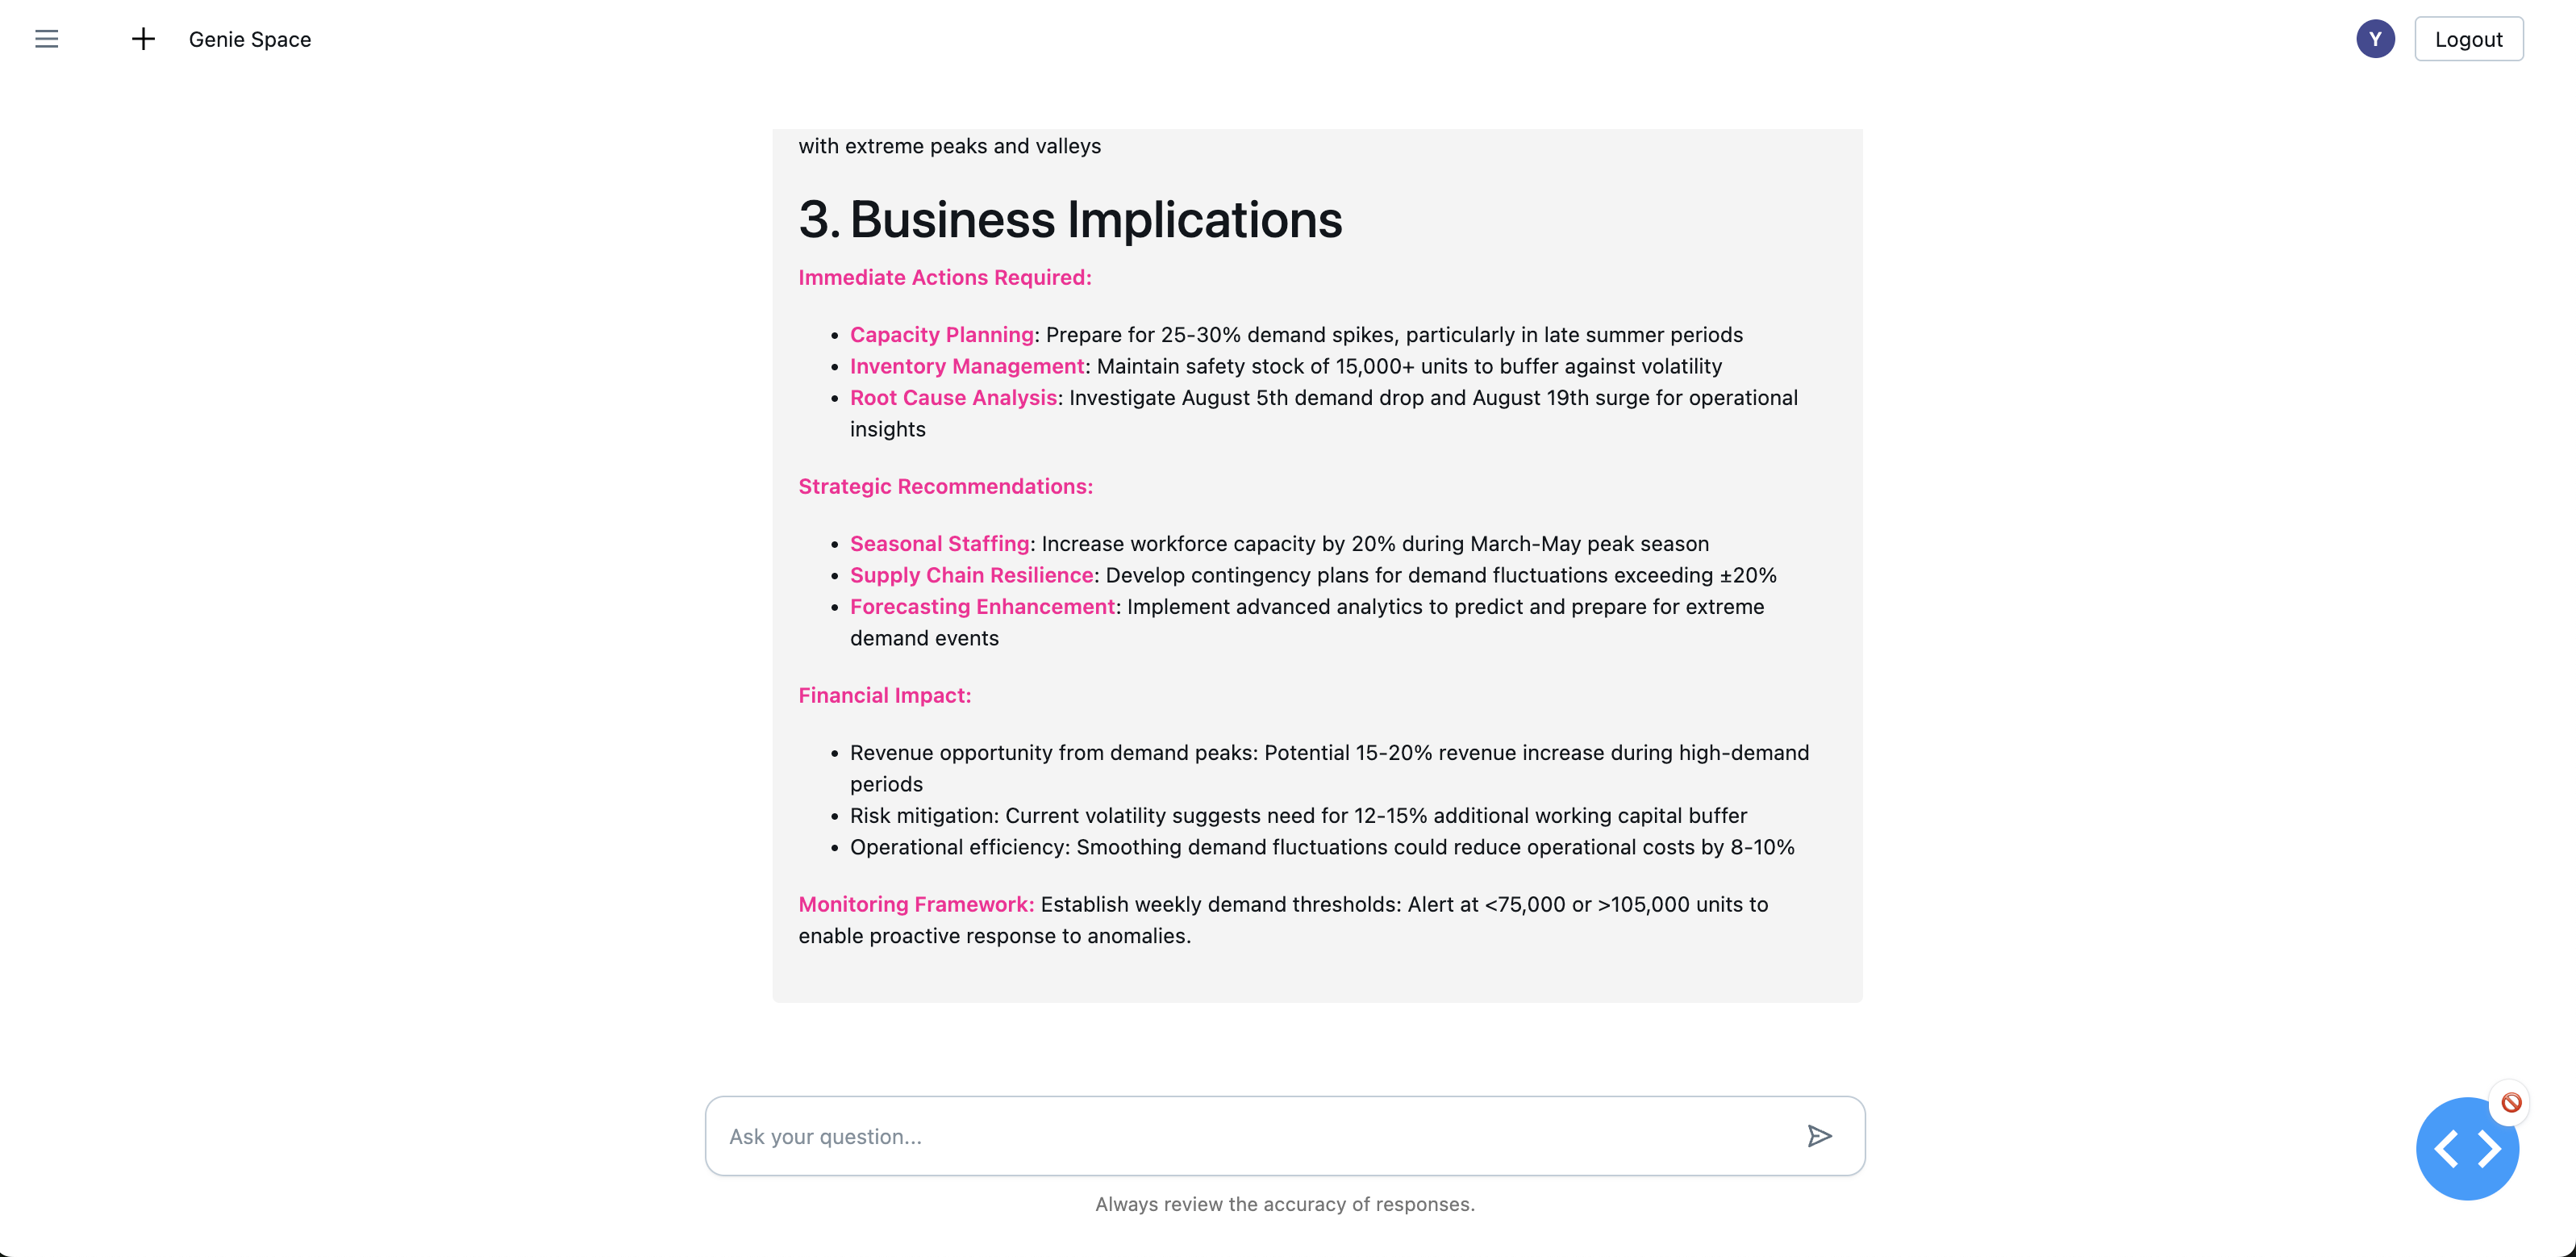 Genie Space
Y
Logout
with extreme peaks and valleys
3. Business Implications
Immediate Actions Required:
• Capacity Planning: Prepare for 25-30% demand spikes, particularly in late summer periods
• Inventory Management: Maintain safety stock of 15,000+ units to buffer against volatility
• Root Cause Analysis: Investigate August 5th demand drop and August 19th surge for operational
insights
Strategic Recommendations:
• Seasonal Staffing: Increase workforce capacity by 20% during March-May peak season
• Supply Chain Resilience: Develop contingency plans for demand fluctuations exceeding ±20%
• Forecasting Enhancement: Implement advanced analytics to predict and prepare for extreme
demand events
Financial Impact:
• Revenue opportunity from demand peaks: Potential 15-20% revenue increase during high-demand
periods
• Risk mitigation: Current volatility suggests need for 12-15% additional working capital buffer
• Operational efficiency: Smoothing demand fluctuations could reduce operational costs by 8-10%
Monitoring Framework: Establish weekly demand thresholds: Alert at <75,000 or >105,000 units to
enable proactive response to anomalies.
Ask your question...
Always review the accuracy of responses.